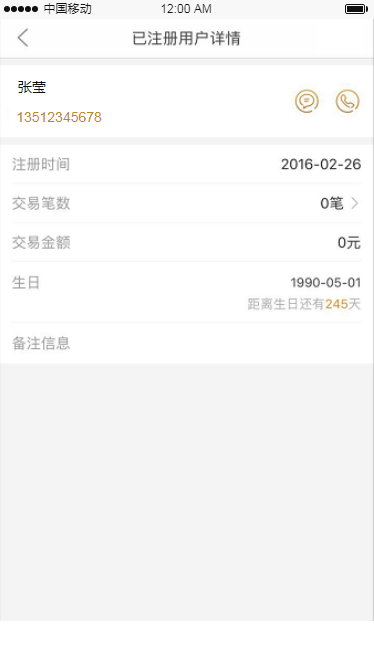 中国移动 12:00 AM
已注册用户详情
张莹
13512345678
注册时间 2016-02-26
交易笔数 0笔
交易金额 0元
生日 1990-05-01
距离生日还有245天
备注信息